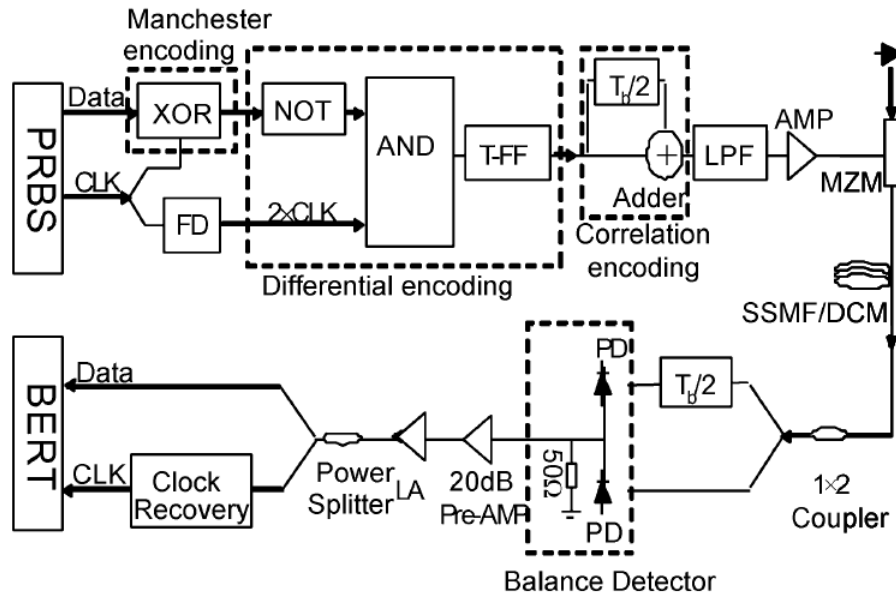 Manchester
encoding
PRBS
Data
CLK
XOR
FD
NOT
2×CLK
AND
T-FF
Differential encoding
T_b/2
+
Adder
Correlation
encoding
LPF
AMP
MZM
SSMF/DCM
1×2
Coupler
T_b/2
PD
50Ω
PD
Balance Detector
20dB
Pre-AMP
LA
Power
Splitter
Clock
Recovery
Data
CLK
BERT